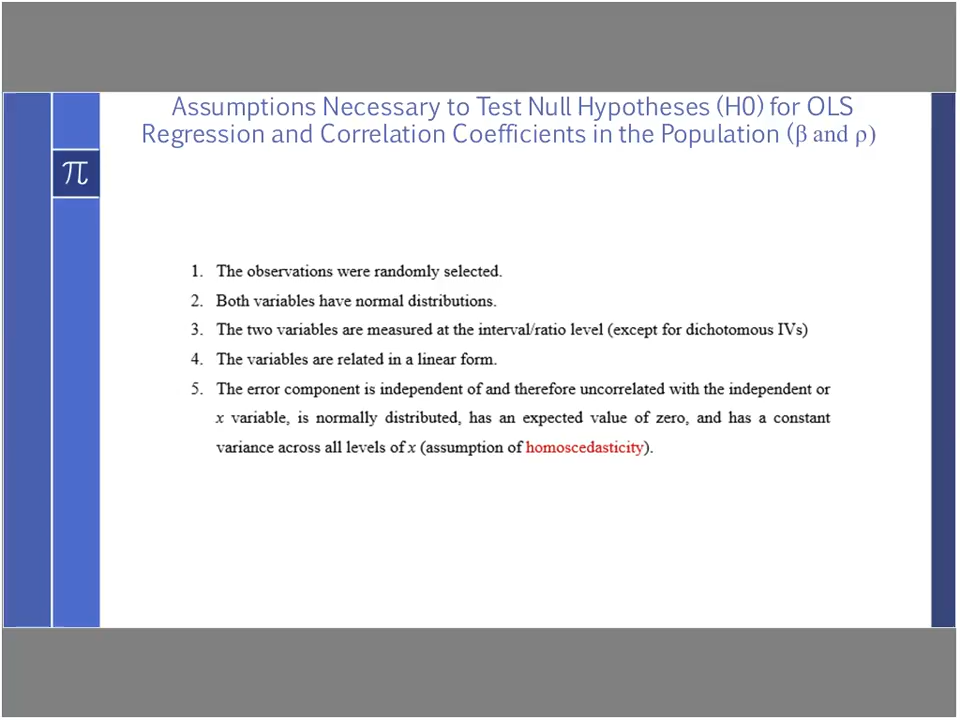 Assumptions Necessary to Test Null Hypotheses (H0) for OLS
Regression and Correlation Coefficients in the Population (β and ρ)
π
1. The observations were randomly selected.
2. Both variables have normal distributions.
3. The two variables are measured at the interval/ratio level (except for dichotomous IVs)
4. The variables are related in a linear form.
5. The error component is independent of and therefore uncorrelated with the independent or
x variable, is normally distributed, has an expected value of zero, and has a constant
variance across all levels of x (assumption of homoscedasticity).